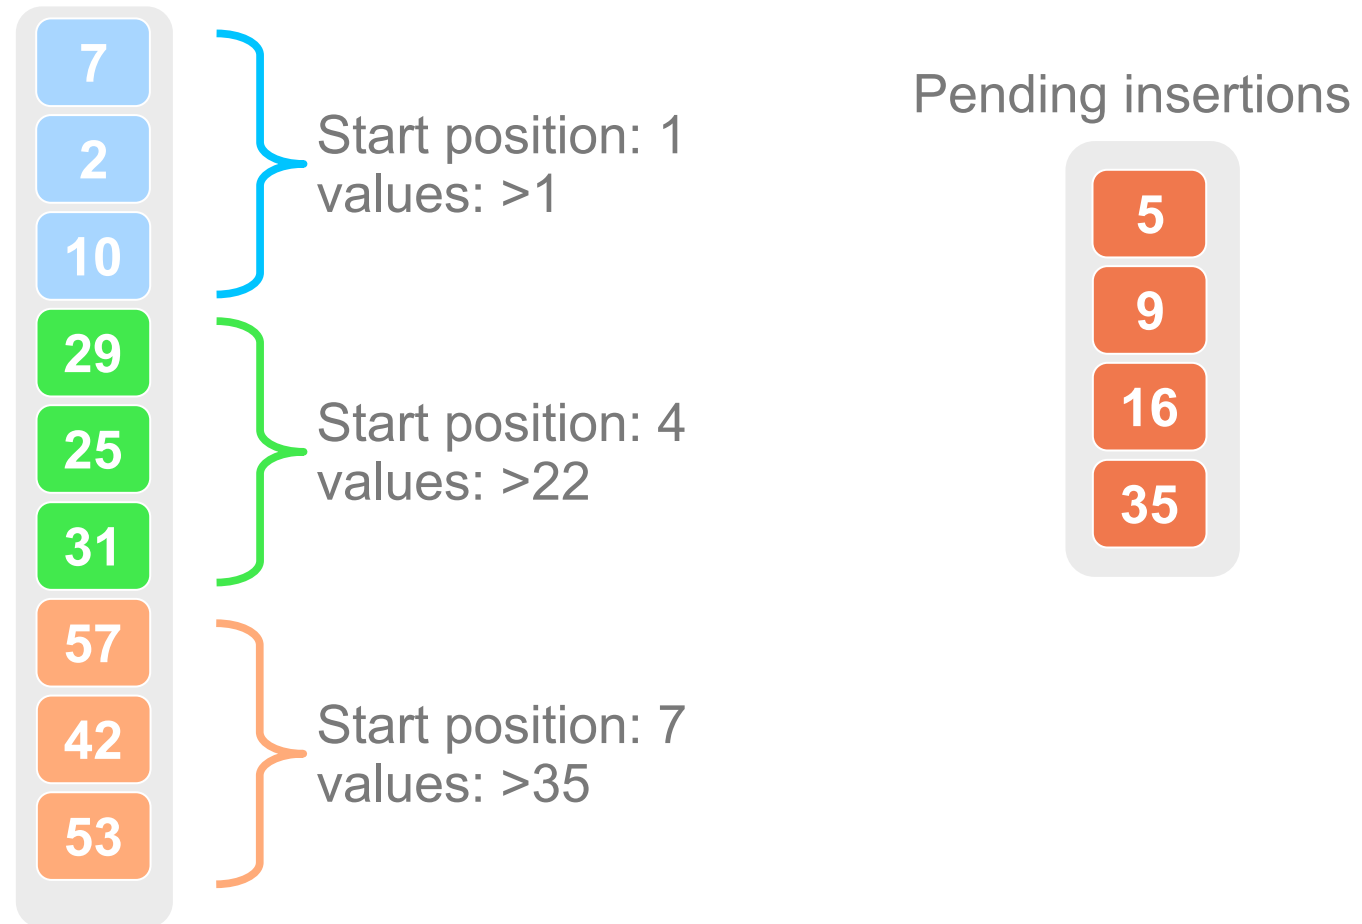 7
2
10
29
25
31
57
42
53
Start position: 1
values: >1
Start position: 4
values: >22
Start position: 7
values: >35
Pending insertions
5
9
16
35